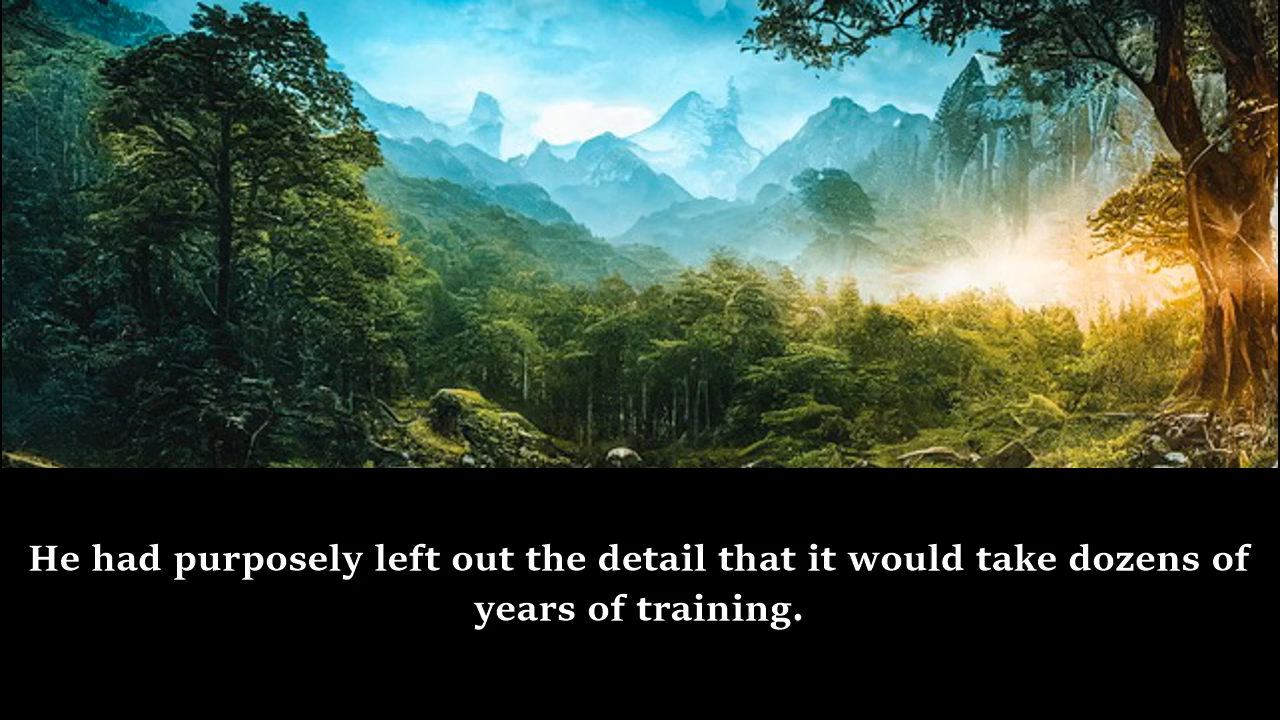 He had purposely left out the detail that it would take dozens of
years of training.